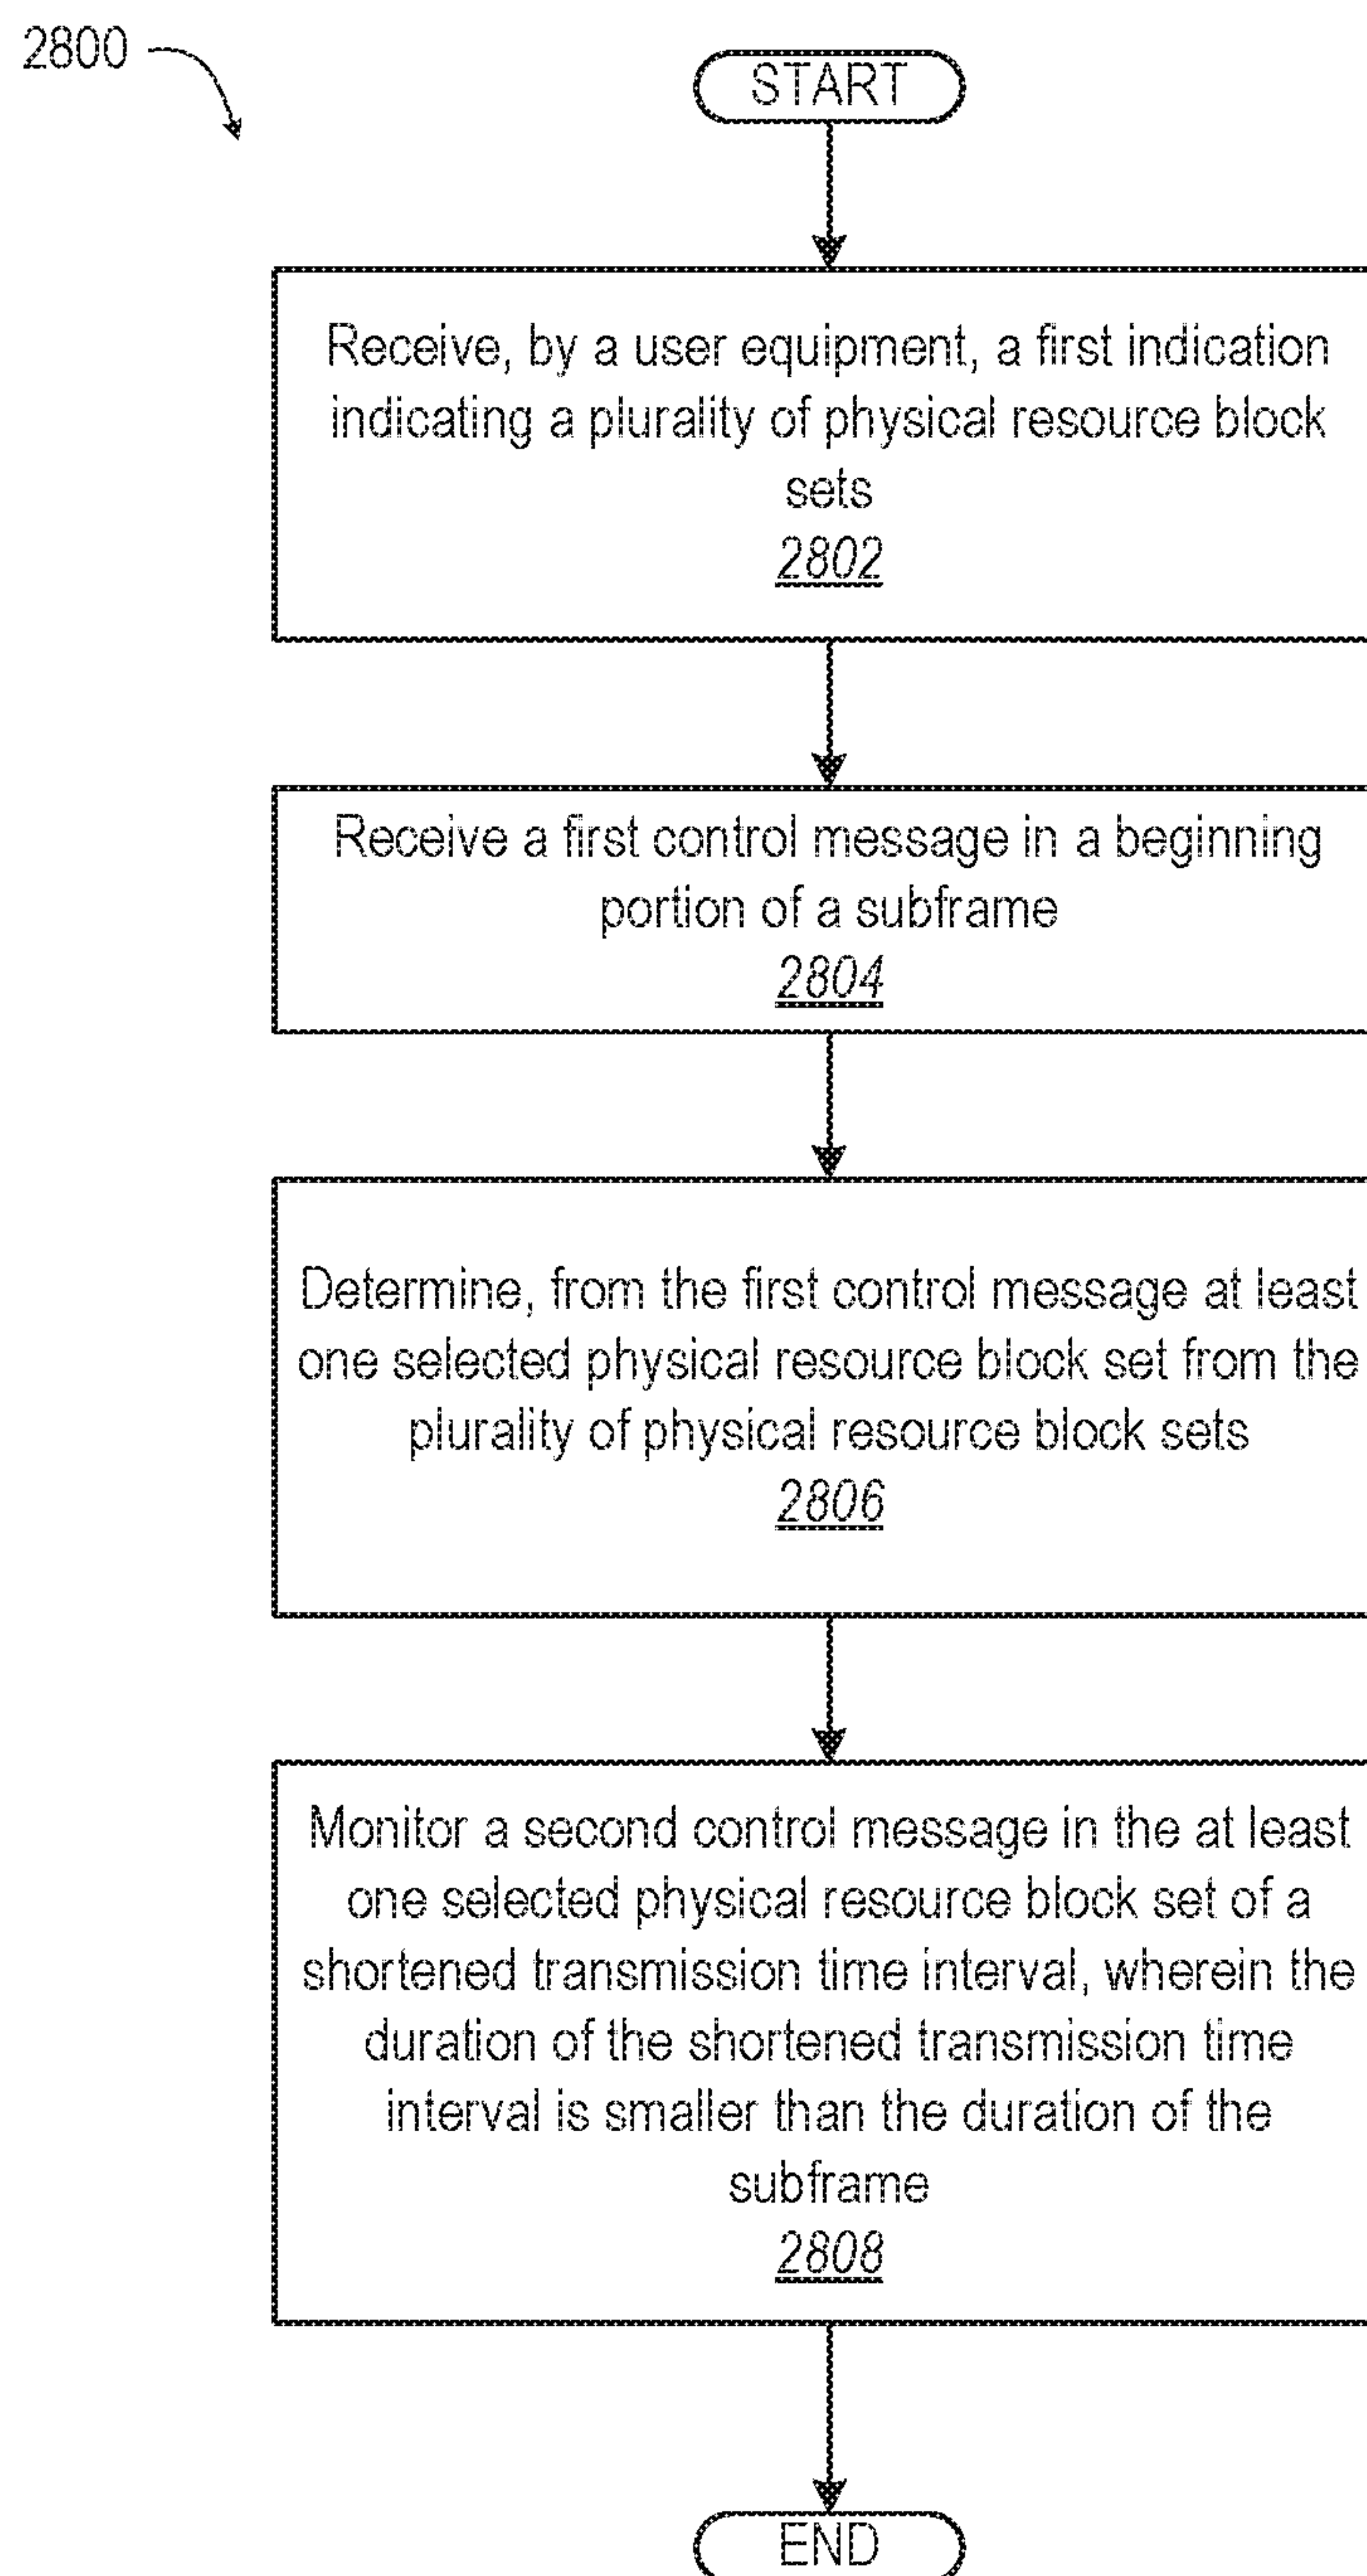 2800
START
Receive, by a user equipment, a first indication
indicating a plurality of physical resource block
sets
2802
Receive a first control message in a beginning
portion of a subframe
2804
Determine, from the first control message at least
one selected physical resource block set from the
plurality of physical resource block sets
2806
Monitor a second control message in the at least
one selected physical resource block set of a
shortened transmission time interval, wherein the
duration of the shortened transmission time
interval is smaller than the duration of the
subframe
2808
END